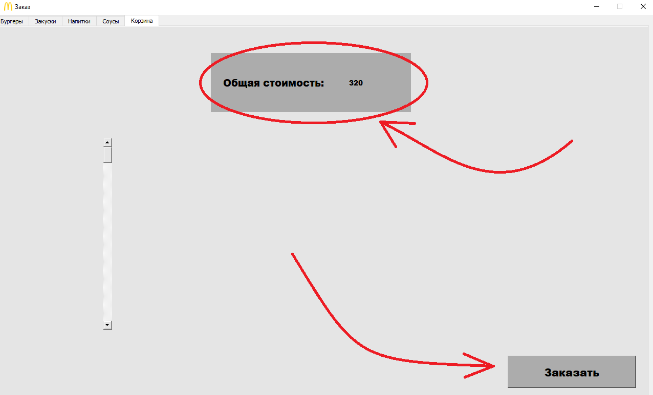 Заказ
Бургеры Закуски Напитки Соусы Корзина
Общая стоимость: 320
Заказать